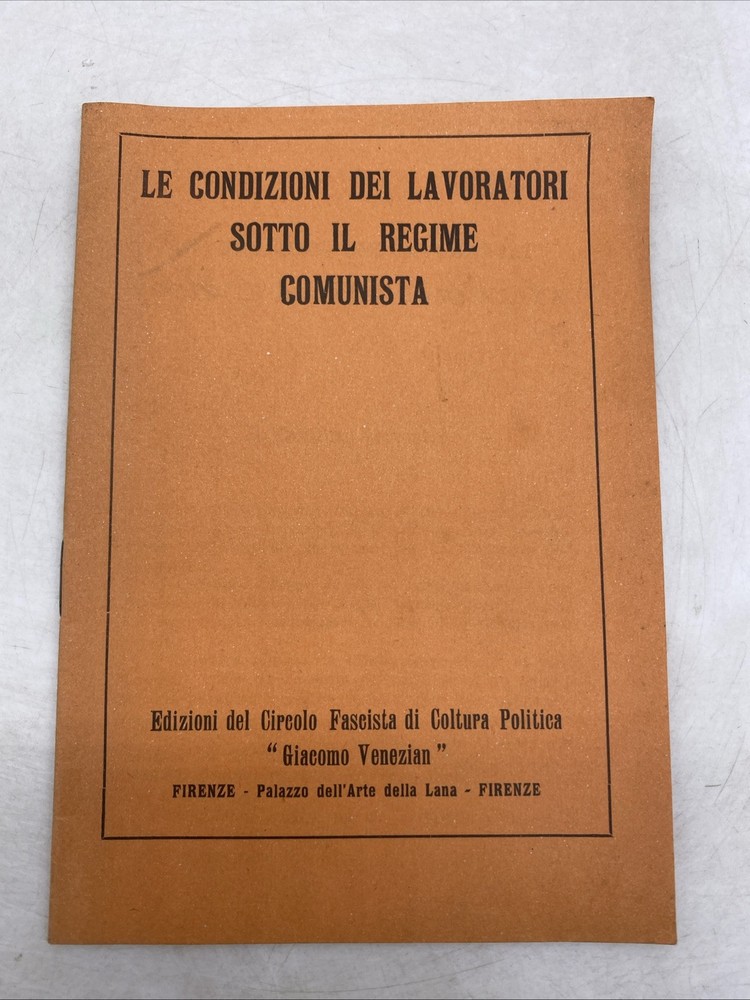 LE CONDIZIONI DEI LAVORATORI
SOTTO IL REGIME
COMUNISTA
Edizioni del Circolo Fascista di Coltura Politica
“ Giacomo Venezian ”
FIRENZE - Palazzo dell'Arte della Lana - FIRENZE